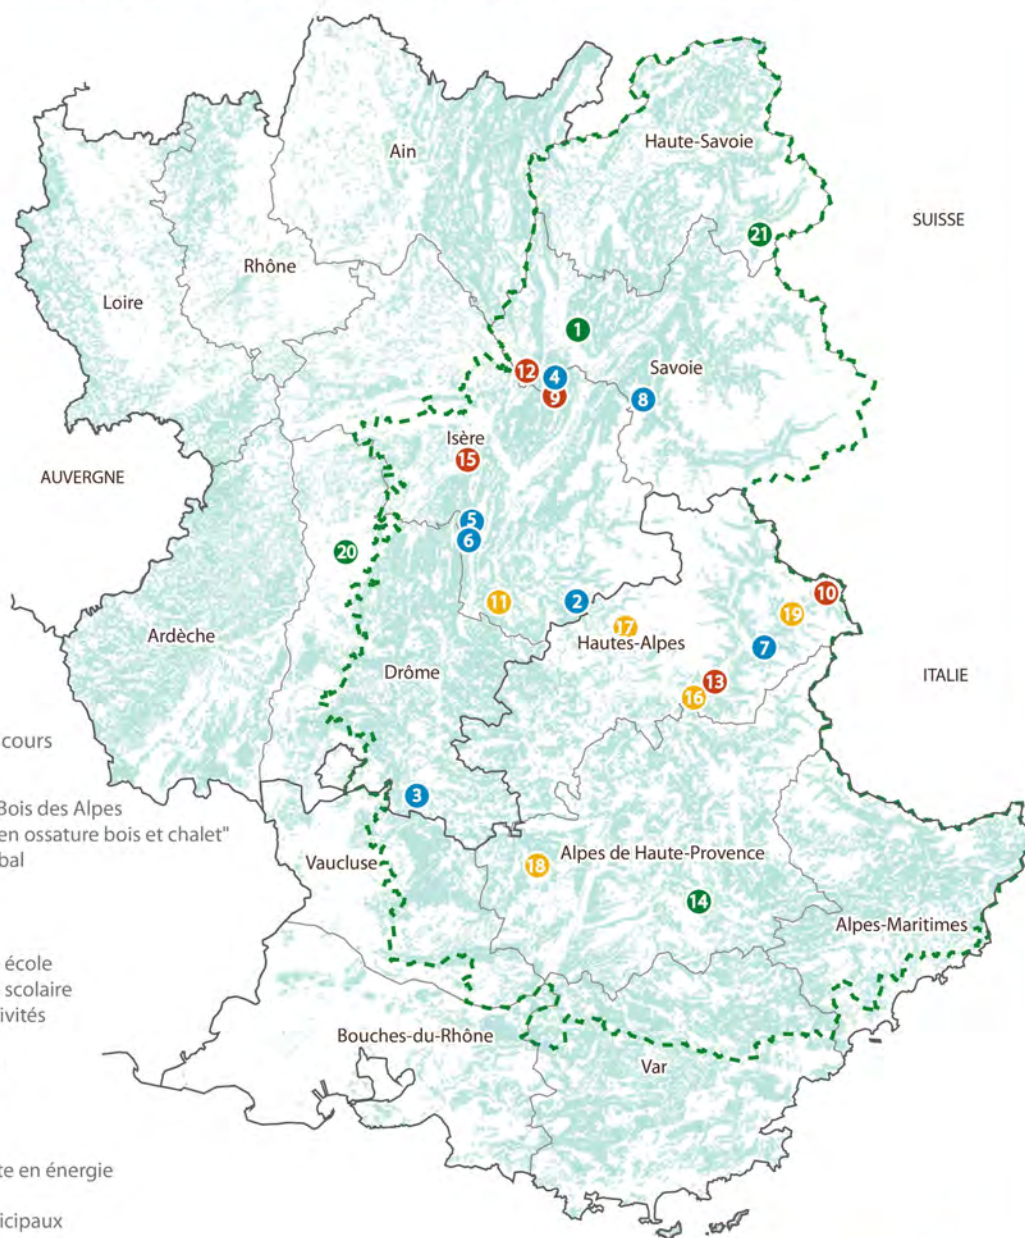 Haute-Savoie
Ain
SUISSE
21
Rhône
Loire
1
Savoie
12
4
8
9
Isère
15
AUVERGNE
5
6
20
10
11
2
19
17
Ardèche
Hautes-Alpes
7
Drôme
ITALIE
13
16
cours
3
Bois des Alpes
en ossature bois et chalet"
bal
Vaucluse
Alpes de Haute-Provence
18
14
Alpes-Maritimes
école
scolaire
ivités
Bouches-du-Rhône
Var
te en énergie
icipaux